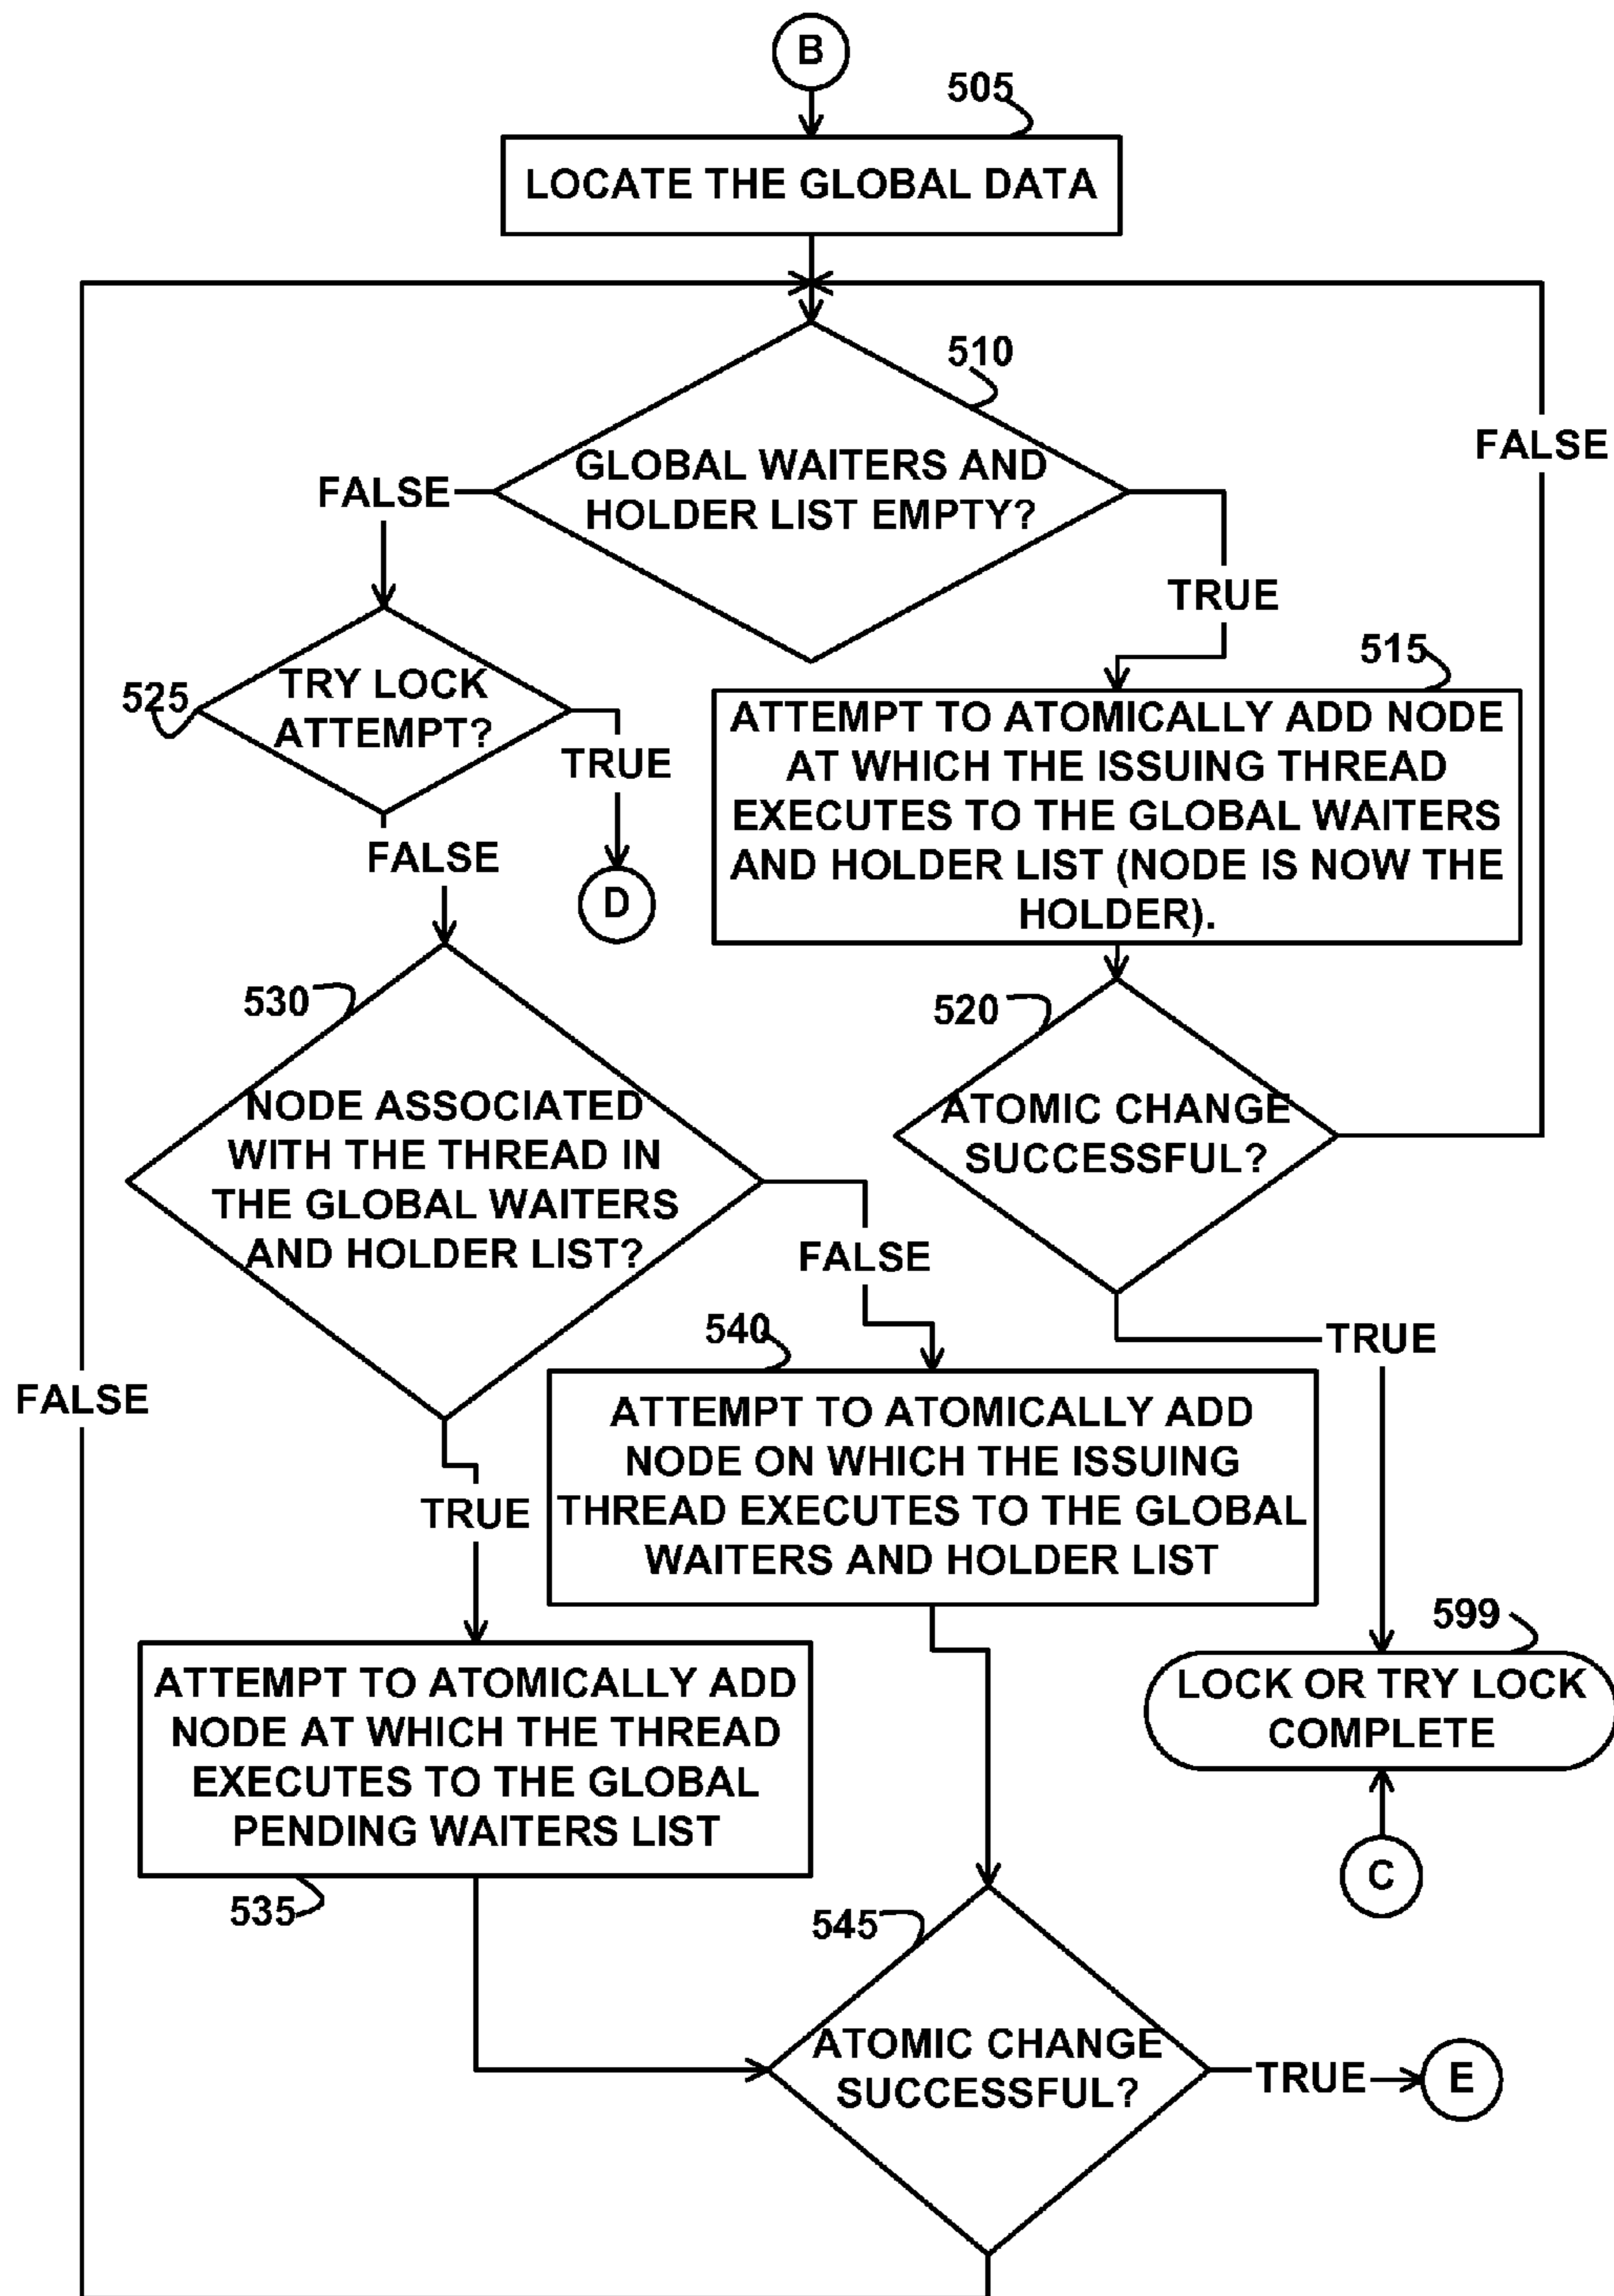 B
505
LOCATE THE GLOBAL DATA
510
GLOBAL WAITERS AND
HOLDER LIST EMPTY?
FALSE
FALSE
TRUE
525
TRY LOCK
ATTEMPT?
TRUE
D
FALSE
515
ATTEMPT TO ATOMICALLY ADD NODE
AT WHICH THE ISSUING THREAD
EXECUTES TO THE GLOBAL WAITERS
AND HOLDER LIST (NODE IS NOW THE
HOLDER).
530
NODE ASSOCIATED
WITH THE THREAD IN
THE GLOBAL WAITERS
AND HOLDER LIST?
520
ATOMIC CHANGE
SUCCESSFUL?
FALSE
TRUE
FALSE
540
ATTEMPT TO ATOMICALLY ADD
NODE ON WHICH THE ISSUING
THREAD EXECUTES TO THE GLOBAL
WAITERS AND HOLDER LIST
TRUE
599
LOCK OR TRY LOCK
COMPLETE
C
ATTEMPT TO ATOMICALLY ADD
NODE AT WHICH THE THREAD
EXECUTES TO THE GLOBAL
PENDING WAITERS LIST
535
545
ATOMIC CHANGE
SUCCESSFUL?
TRUE
E